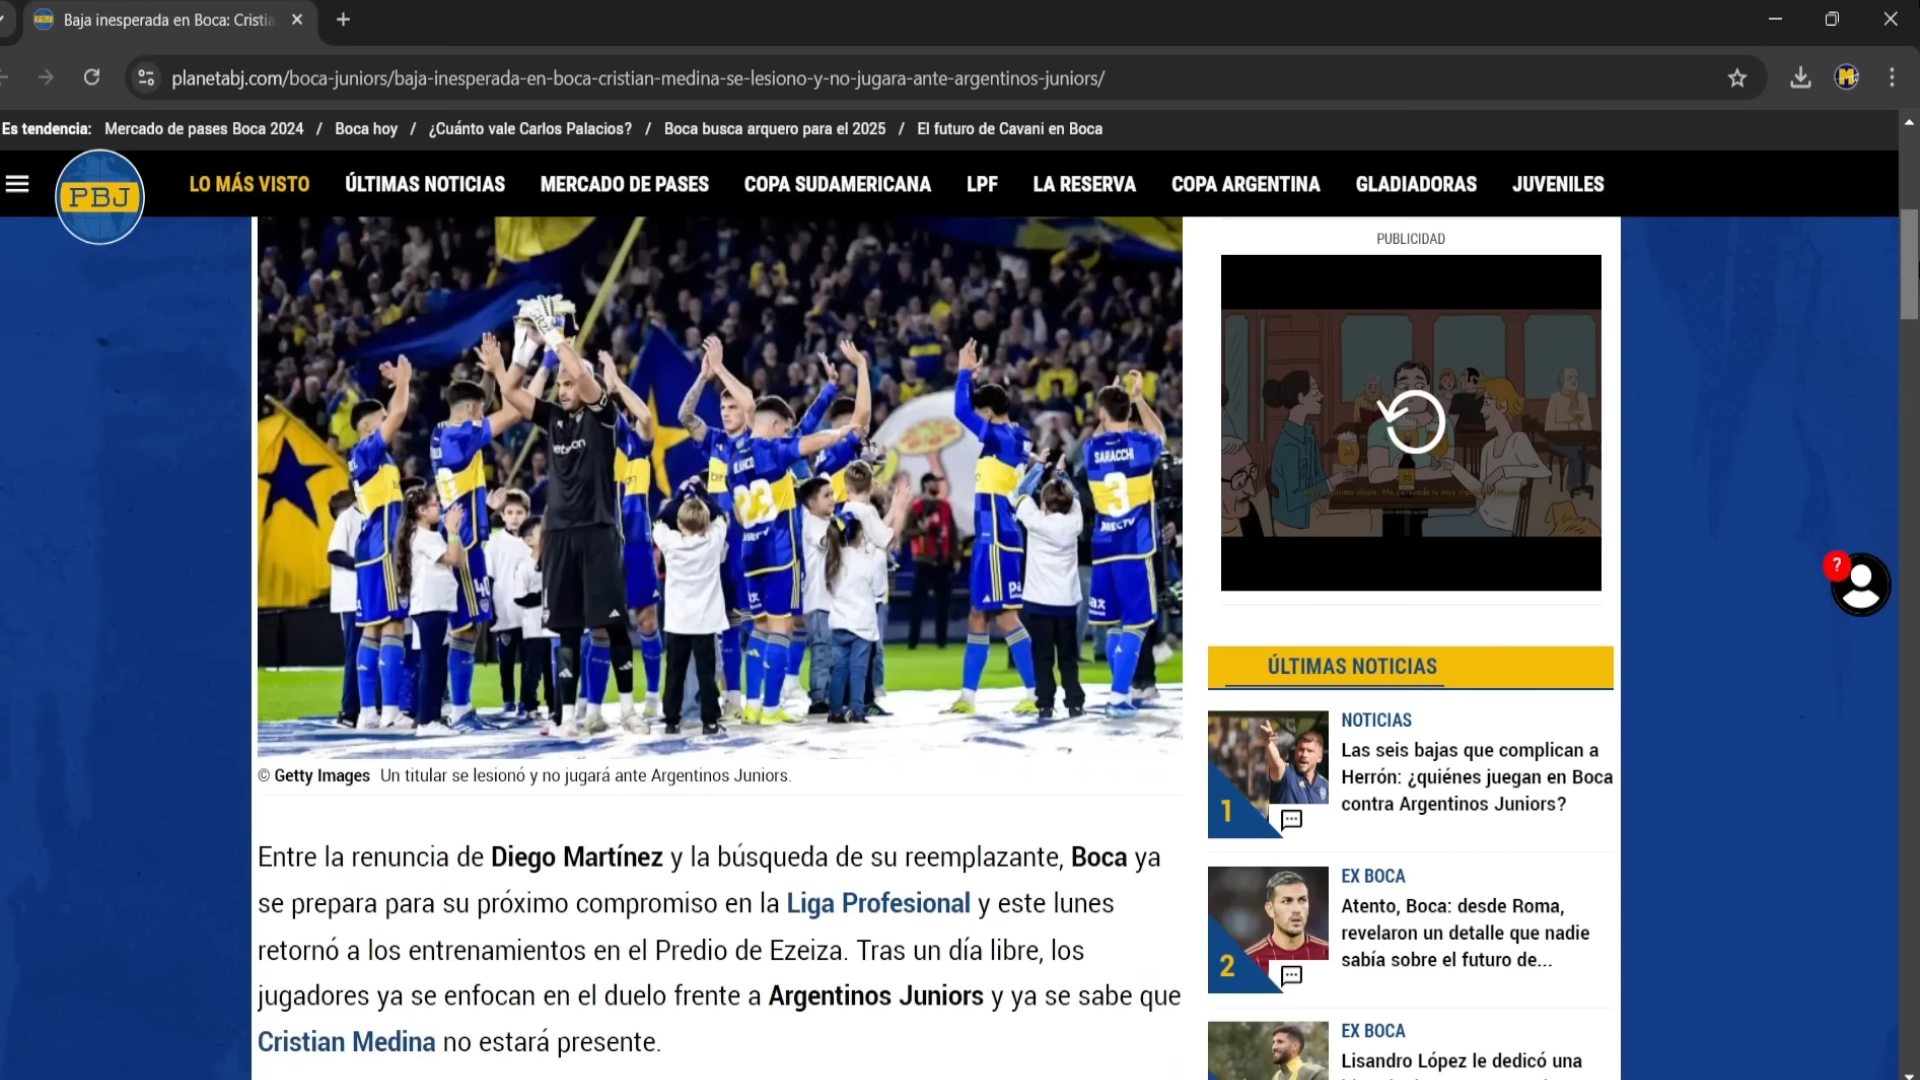 Baja inesperada en Boca: Cristia
planetabj.com/boca-juniors/baja-inesperada-en-boca-cristian-medina-se-lesiono-y-no-jugara-ante-argentinos-juniors/
Es tendencia: Mercado de pases Boca 2024 / Boca hoy / ¿Cuánto vale Carlos Palacios? / Boca busca arquero para el 2025 / El futuro de Cavani en Boca
PBJ
LO MÁS VISTO ÚLTIMAS NOTICIAS MERCADO DE PASES COPA SUDAMERICANA LPF LA RESERVA COPA ARGENTINA GLADIADORAS JUVENILES
BLANCO
23
40
SARACCHI
3
DIRECTV
© Getty Images Un titular se lesionó y no jugará ante Argentinos Juniors.
Entre la renuncia de Diego Martínez y la búsqueda de su reemplazante, Boca ya
se prepara para su próximo compromiso en la Liga Profesional y este lunes
retornó a los entrenamientos en el Predio de Ezeiza. Tras un día libre, los
jugadores ya se enfocan en el duelo frente a Argentinos Juniors y ya se sabe que
Cristian Medina no estará presente.
PUBLICIDAD
?
ÚLTIMAS NOTICIAS
1
NOTICIAS
Las seis bajas que complican a
Herrón: ¿quiénes juegan en Boca
contra Argentinos Juniors?
2
EX BOCA
Atento, Boca: desde Roma,
revelaron un detalle que nadie
sabía sobre el futuro de...
EX BOCA
Lisandro López le dedicó una